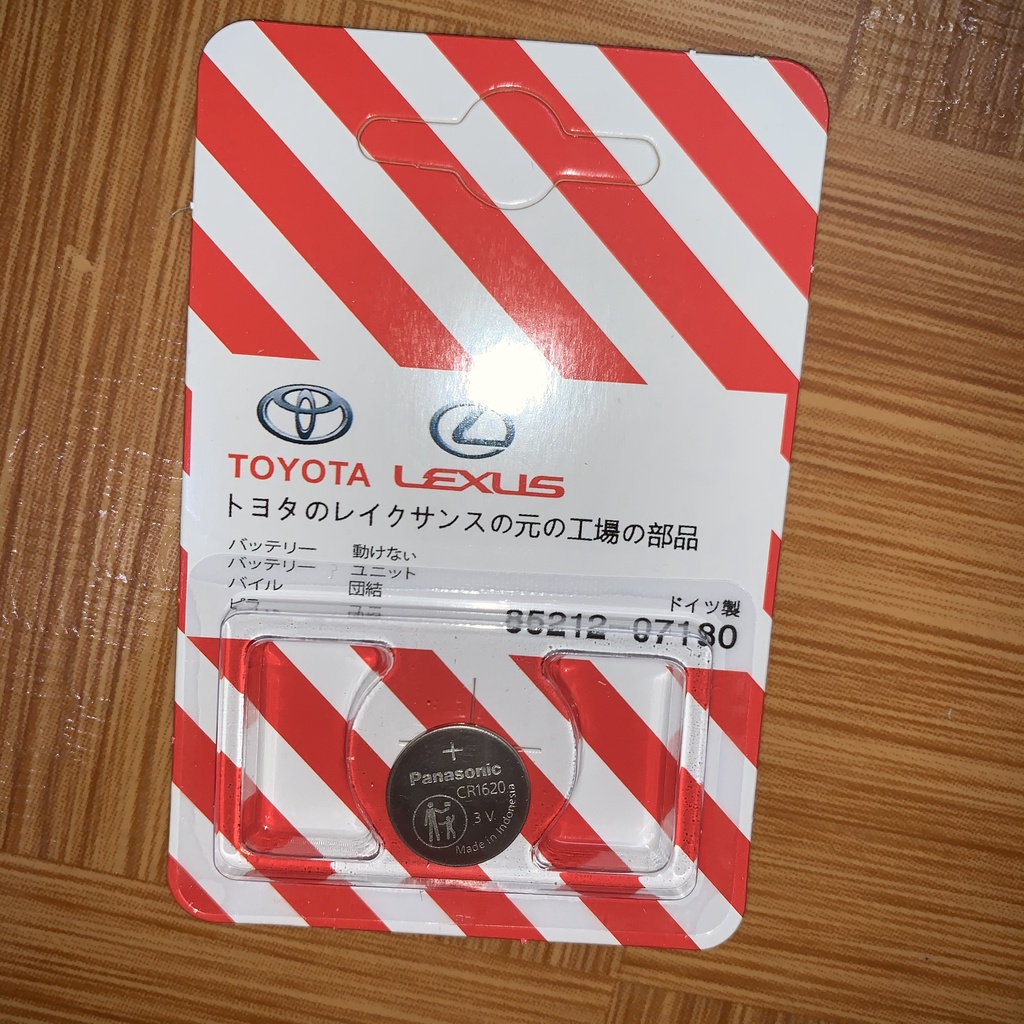 TOYOTA LEXUS
トヨタのレイクサンスの元の工場の部品
バッテリー 動けない
バッテリー ユニット
バイル 団結
ドイツ製
85212 07180
+
Panasonic
CR1620
3 V
Made in Indonesia